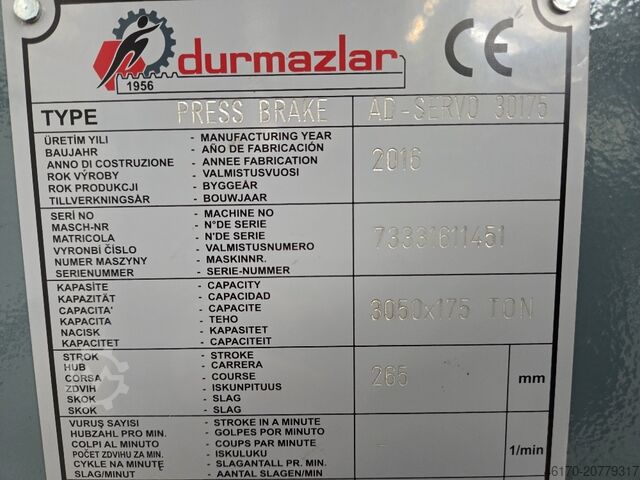 durmazlar
1956
CE
TYPE PRESS BRAKE AD-SERVO 30175
ÜRETİM YILI - MANUFACTURING YEAR
BAUJAHR - AÑO DE FABRICACIÓN
ANNO DI COSTRUZIONE - ANNEE FABRICATION
ROK VÝROBY - VALMISTUSVUOSI
ROK PRODUKCJI - BYGGEÅR
TILLVERKNINGSÅR - BOUWJAAR
2016
SERİ NO - MACHINE NO
MASCH-NR - N°DE SERIE
MATRICOLA - N'DE SERIE
VYRONBÍ ČÍSLO - VALMISTUSNUMERO
NUMER MASZYNY - MASKINNR.
SERIENUMMER - SERIE-NUMMER
73331611451
KAPASİTE - CAPACITY
KAPAZITÄT - CAPACIDAD
CAPACITA' - CAPACITE
KAPACITA - TEHO
NACISK - KAPASITET
KAPACITET - CAPACITEIT
3050x175 TON
STROK - STROKE
HUB - CARRERA
CORSA - COURSE
ZDVIH - ISKUNPITUUS
SKOK - SLAG
SKOK - SLAG
265 mm
VURUŞ SAYISI - STROKE IN A MINUTE
HUBZAHL PRO MIN. - GOLPES POR MINUTO
COLPI AL MINUTO - COUPS PAR MINUTE
POČET ZDVIHU ZA MIN. - ISKULUKU
CYKLE NA MINUTĘ - SLAGANTALL PR. MIN.
SLAG/MINUT - AANTAL SLAGEN/MIN
1/min
46170-20779317